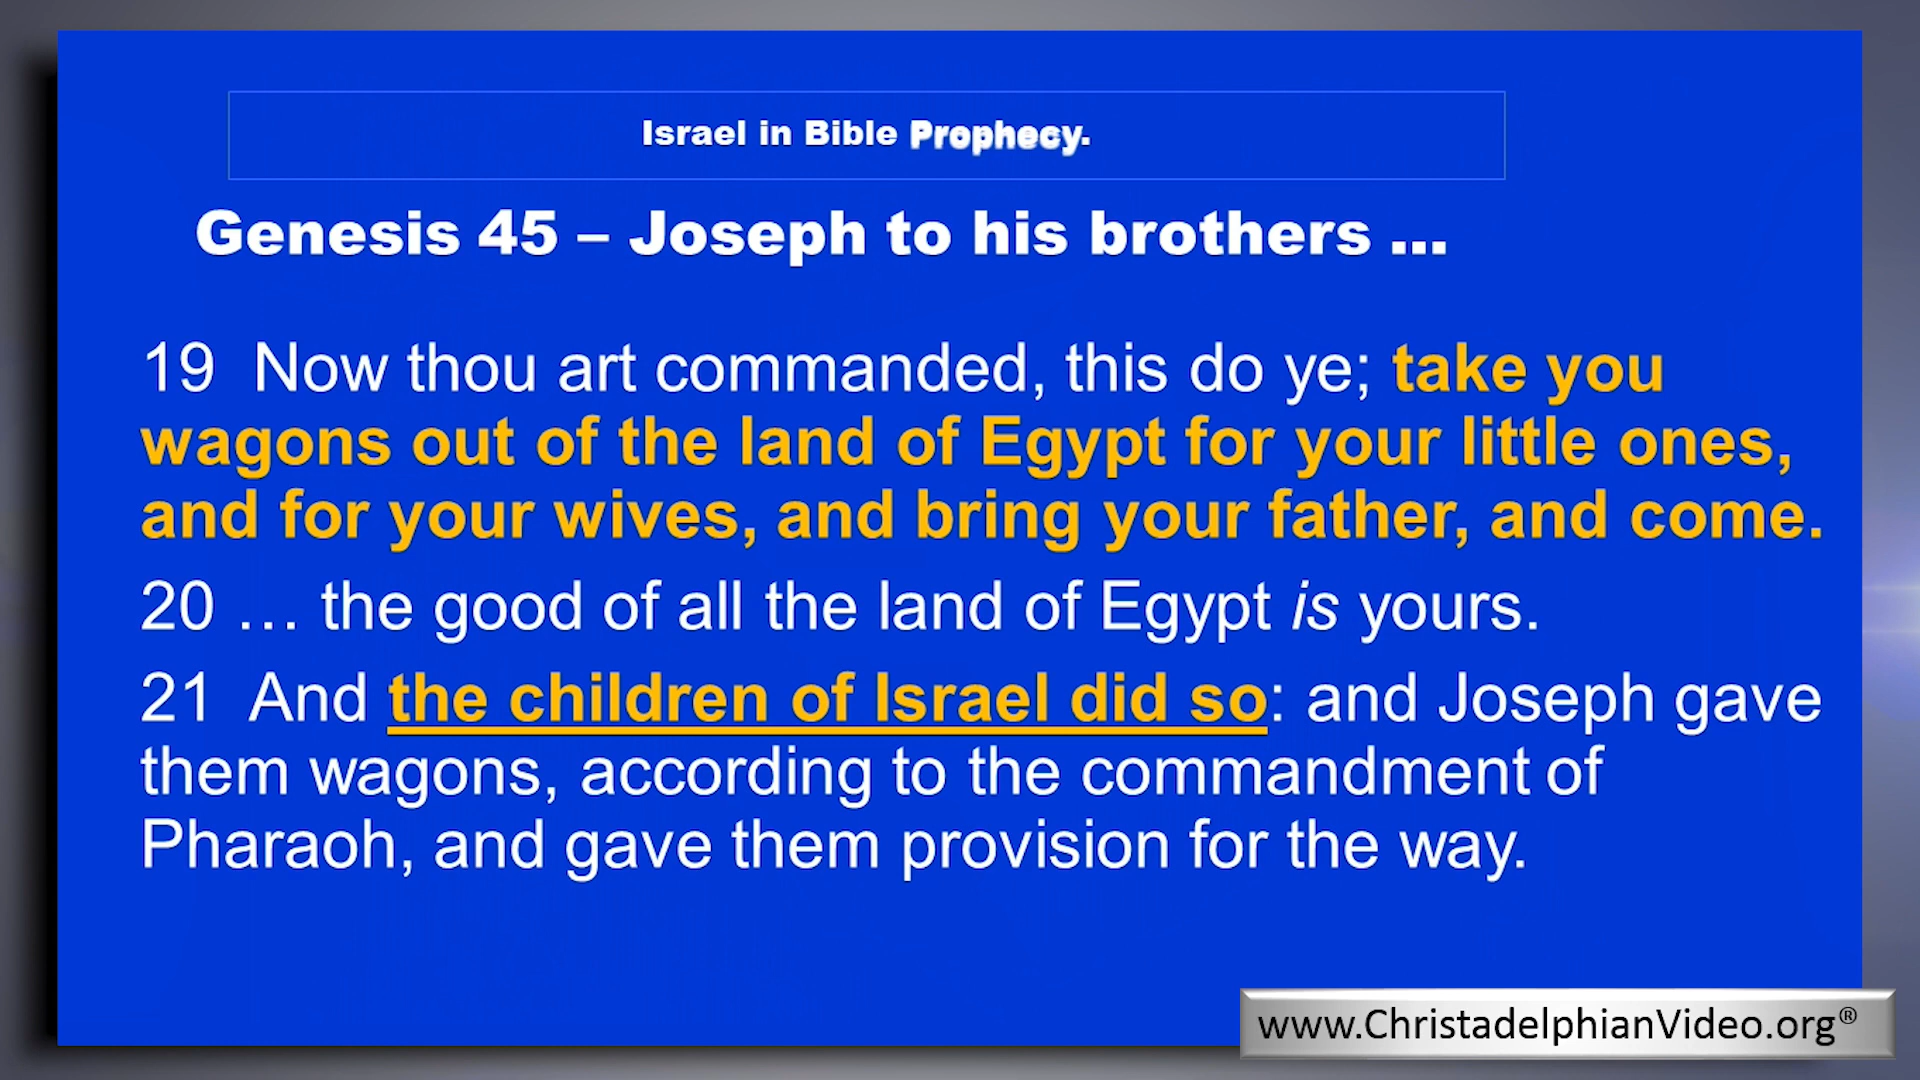 Israel in Bible Prophecy.
Genesis 45 – Joseph to his brothers ...
19 Now thou art commanded, this do ye; take you
wagons out of the land of Egypt for your little ones,
and for your wives, and bring your father, and come.
20 … the good of all the land of Egypt is yours.
21 And the children of Israel did so: and Joseph gave
them wagons, according to the commandment of
Pharaoh, and gave them provision for the way.
www.ChristadelphianVideo.org®